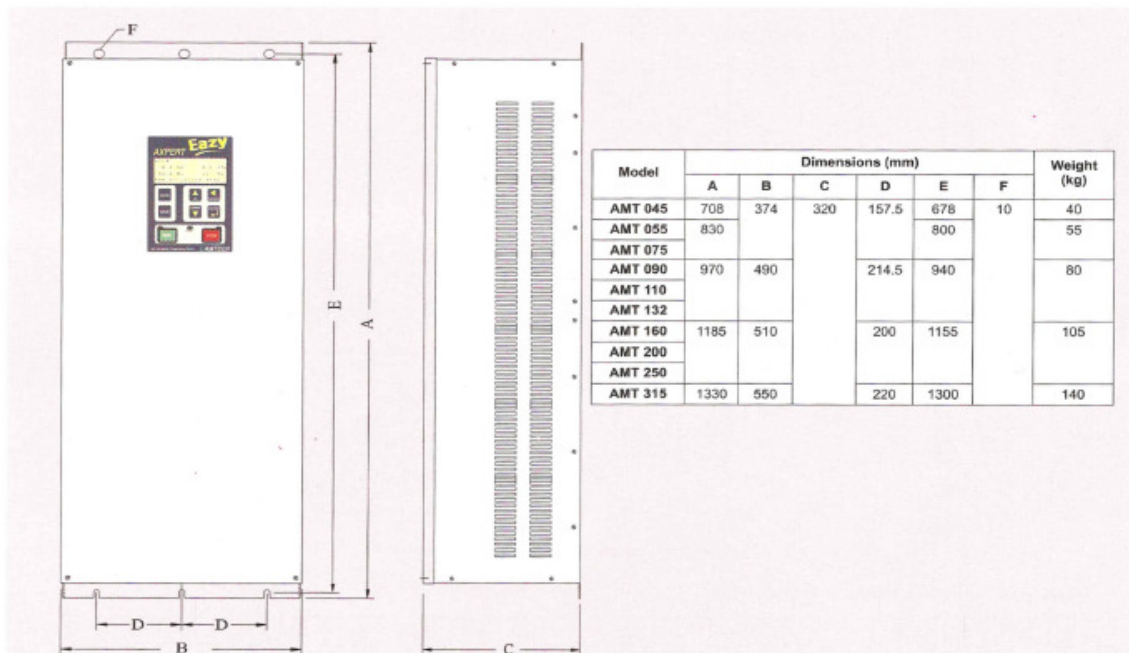 F
AXPERT Eazy
E
A
D
D
B
C
Model Dimensions (mm) Weight (kg)
A B C D E F
AMT 045 708 374 320 157.5 678 10 40
AMT 055 830 800 55
AMT 075
AMT 090 970 490 214.5 940 80
AMT 110
AMT 132
AMT 160 1185 510 200 1155 105
AMT 200
AMT 250
AMT 315 1330 550 220 1300 140